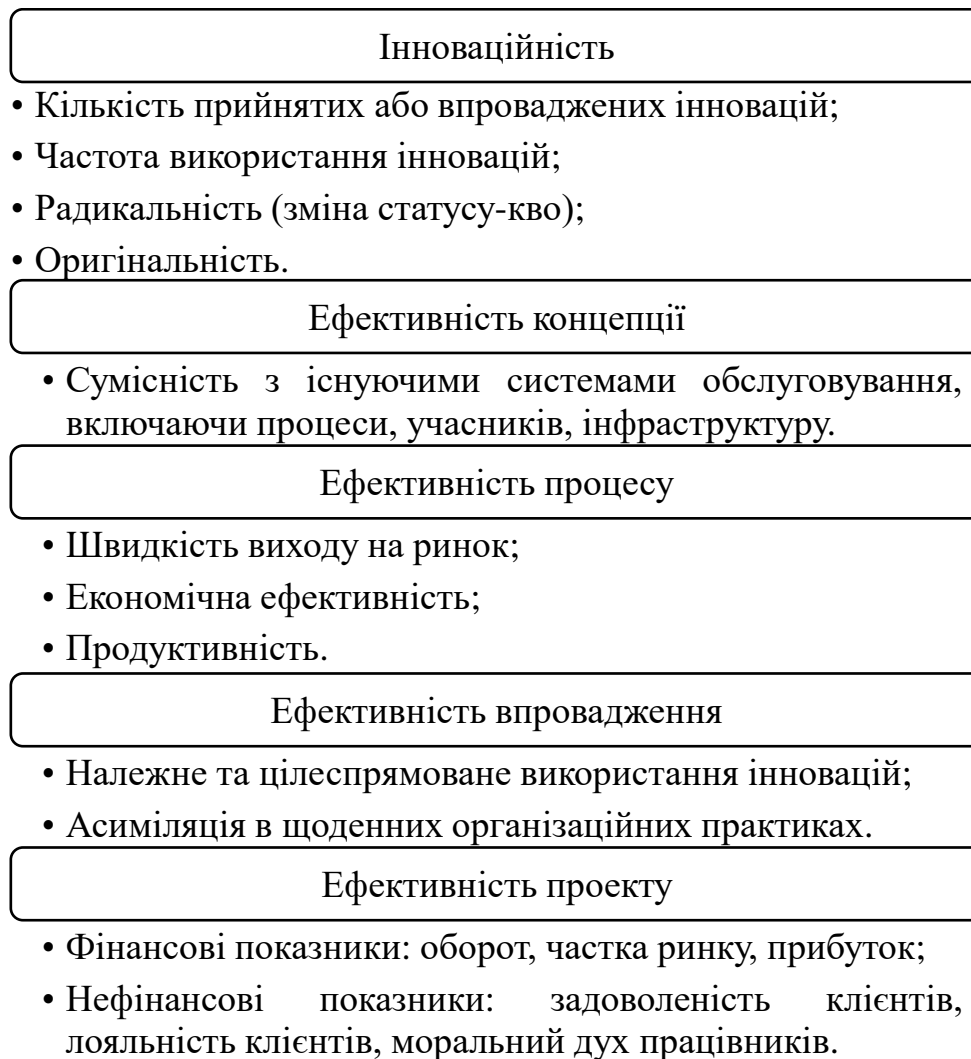 Інноваційність
• Кількість прийнятих або впроваджених інновацій;
• Частота використання інновацій;
• Радикальність (зміна статусу-кво);
• Оригінальність.
Ефективність концепції
• Сумісність з існуючими системами обслуговування,
включаючи процеси, учасників, інфраструктуру.
Ефективність процесу
• Швидкість виходу на ринок;
• Економічна ефективність;
• Продуктивність.
Ефективність впровадження
• Належне та цілеспрямоване використання інновацій;
• Асиміляція в щоденних організаційних практиках.
Ефективність проекту
• Фінансові показники: оборот, частка ринку, прибуток;
• Нефінансові показники: задоволеність клієнтів,
лояльність клієнтів, моральний дух працівників.